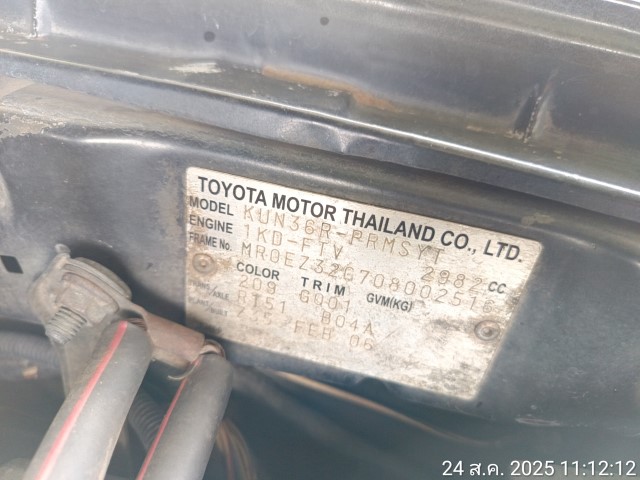 TOYOTA MOTOR THAILAND CO., LTD.
MODEL KUN36R-PRMSYT
ENGINE 1KD-FTV 2982 CC
FRAME No. MR0EZ32G708002516
COLOR TRIM GVM(KG)
209 GQ01
RT51 B04A
FEB 06
24 ส.ค. 2025 11:12:12